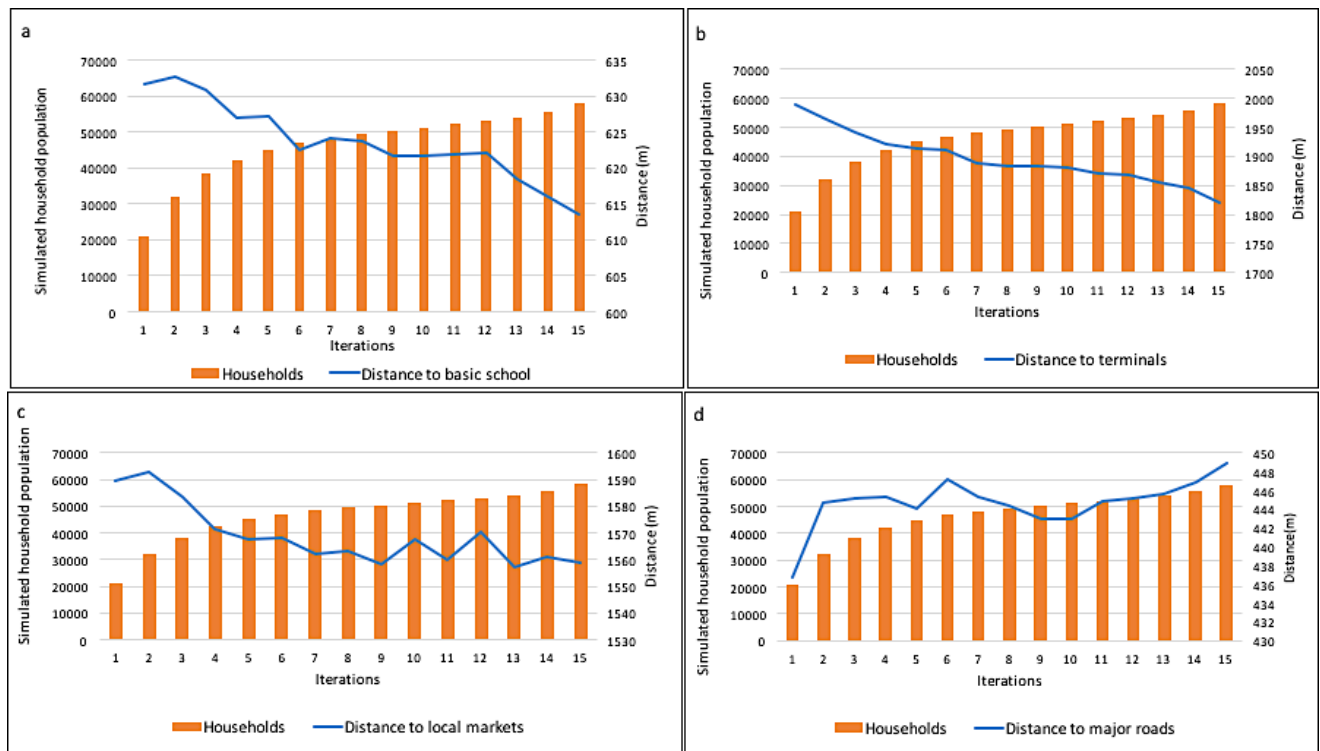 a
70000
60000
50000
40000
30000
20000
10000
0
Simulated household population
635
630
625
620
615
610
605
600
Distance (m)
1 2 3 4 5 6 7 8 9 10 11 12 13 14 15
Iterations
Households Distance to basic school
b
70000
60000
50000
40000
30000
20000
10000
0
Simulated household population
2050
2000
1950
1900
1850
1800
1750
1700
Distance (m)
1 2 3 4 5 6 7 8 9 10 11 12 13 14 15
Iterations
Households Distance to terminals
c
70000
60000
50000
40000
30000
20000
10000
0
Simulated household population
1600
1590
1580
1570
1560
1550
1540
1530
Distance (m)
1 2 3 4 5 6 7 8 9 10 11 12 13 14 15
Iterations
Households Distance to local markets
d
70000
60000
50000
40000
30000
20000
10000
0
Simulated household population
450
448
446
444
442
440
438
436
434
432
430
Distance(m)
1 2 3 4 5 6 7 8 9 10 11 12 13 14 15
Iterations
Households Distance to major roads